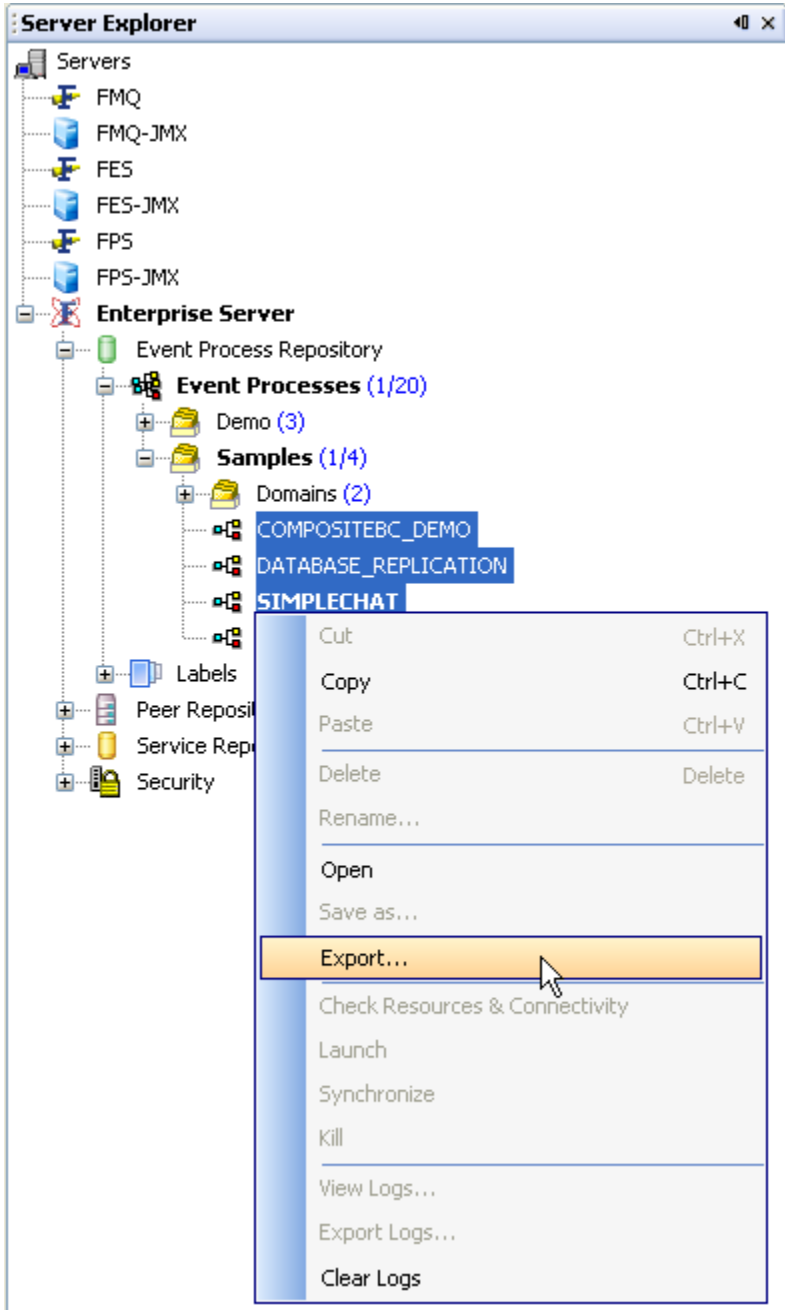 Server Explorer
Servers
FMQ
FMQ-JMX
FES
FES-JMX
FPS
FPS-JMX
Enterprise Server
Event Process Repository
Event Processes (1/20)
Demo (3)
Samples (1/4)
Domains (2)
COMPOSITEBC_DEMO
DATABASE_REPLICATION
SIMPLECHAT
Labels
Peer Reposi
Service Rep
Security
Cut Ctrl+X
Copy Ctrl+C
Paste Ctrl+V
Delete Delete
Rename...
Open
Save as...
Export...
Check Resources & Connectivity
Launch
Synchronize
Kill
View Logs...
Export Logs...
Clear Logs